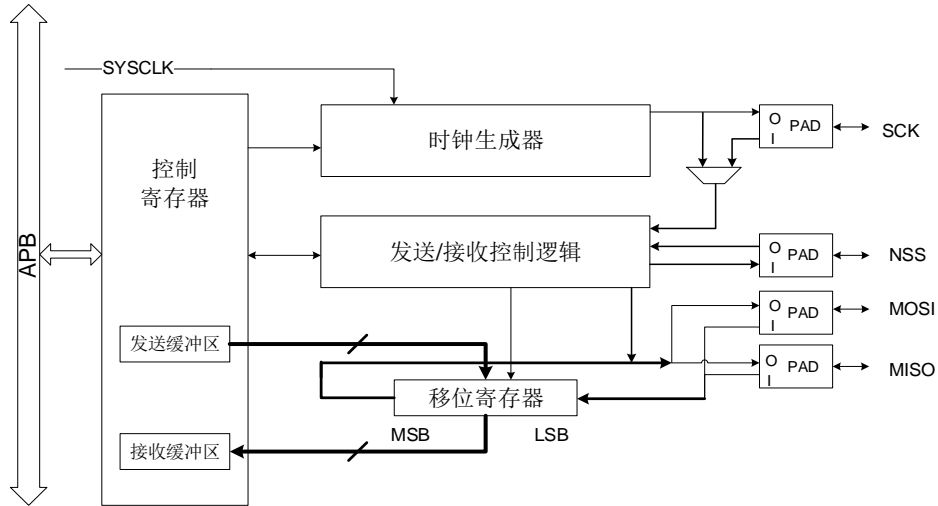 SYSCLK
APB
控制
寄存器
时钟生成器
O
I
PAD
SCK
发送/接收控制逻辑
O
I
PAD
NSS
O
I
PAD
MOSI
O
I
PAD
MISO
发送缓冲区
移位寄存器
MSB
LSB
接收缓冲区